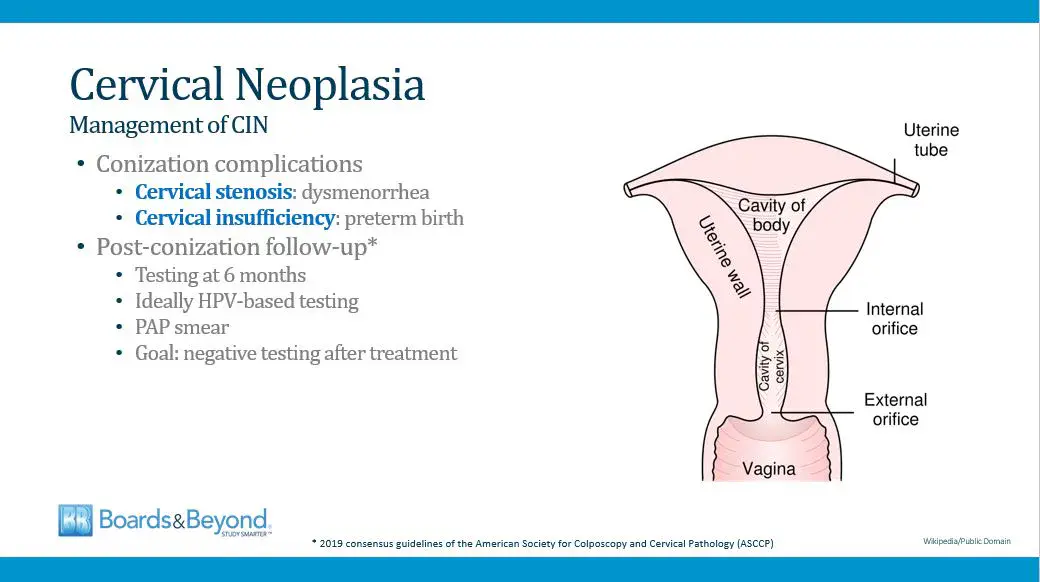 Cervical Neoplasia
Management of CIN
• Conization complications
• Cervical stenosis: dysmenorrhea
• Cervical insufficiency: preterm birth
• Post-conization follow-up*
• Testing at 6 months
• Ideally HPV-based testing
• PAP smear
• Goal: negative testing after treatment
Uterine
tube
Cavity of
body
Uterine wall
Internal
orifice
Cavity of
cervix
External
orifice
Vagina
BB Boards&Beyond.
STUDY SMARTER™
* 2019 consensus guidelines of the American Society for Colposcopy and Cervical Pathology (ASCCP)
Wikipedia/Public Domain